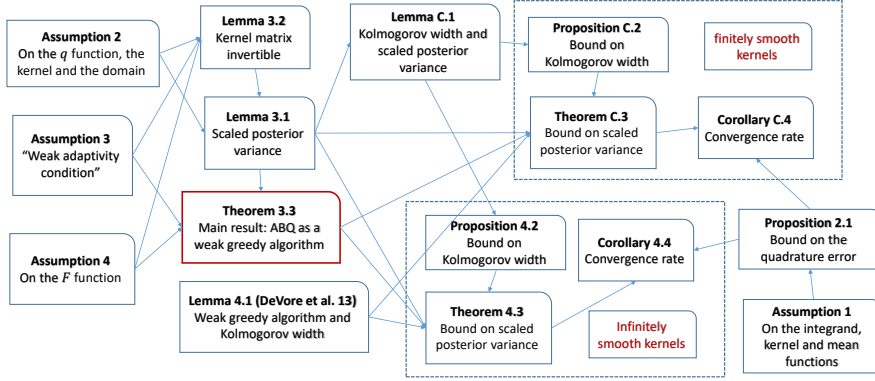 Assumption 2
On the q function, the
kernel and the domain
Assumption 3
“Weak adaptivity
condition”
Assumption 4
On the F function
Lemma 3.2
Kernel matrix
invertible
Lemma 3.1
Scaled posterior
variance
Theorem 3.3
Main result: ABQ as a
weak greedy algorithm
Lemma 4.1 (DeVore et al. 13)
Weak greedy algorithm and
Kolmogorov width
Lemma C.1
Kolmogorov width and
scaled posterior
variance
Proposition C.2
Bound on
Kolmogorov width
finitely smooth
kernels
Theorem C.3
Bound on scaled
posterior variance
Corollary C.4
Convergence rate
Proposition 4.2
Bound on
Kolmogorov width
Corollary 4.4
Convergence rate
Theorem 4.3
Bound on scaled
posterior variance
Infinitely
smooth kernels
Proposition 2.1
Bound on the
quadrature error
Assumption 1
On the integrand,
kernel and mean
functions